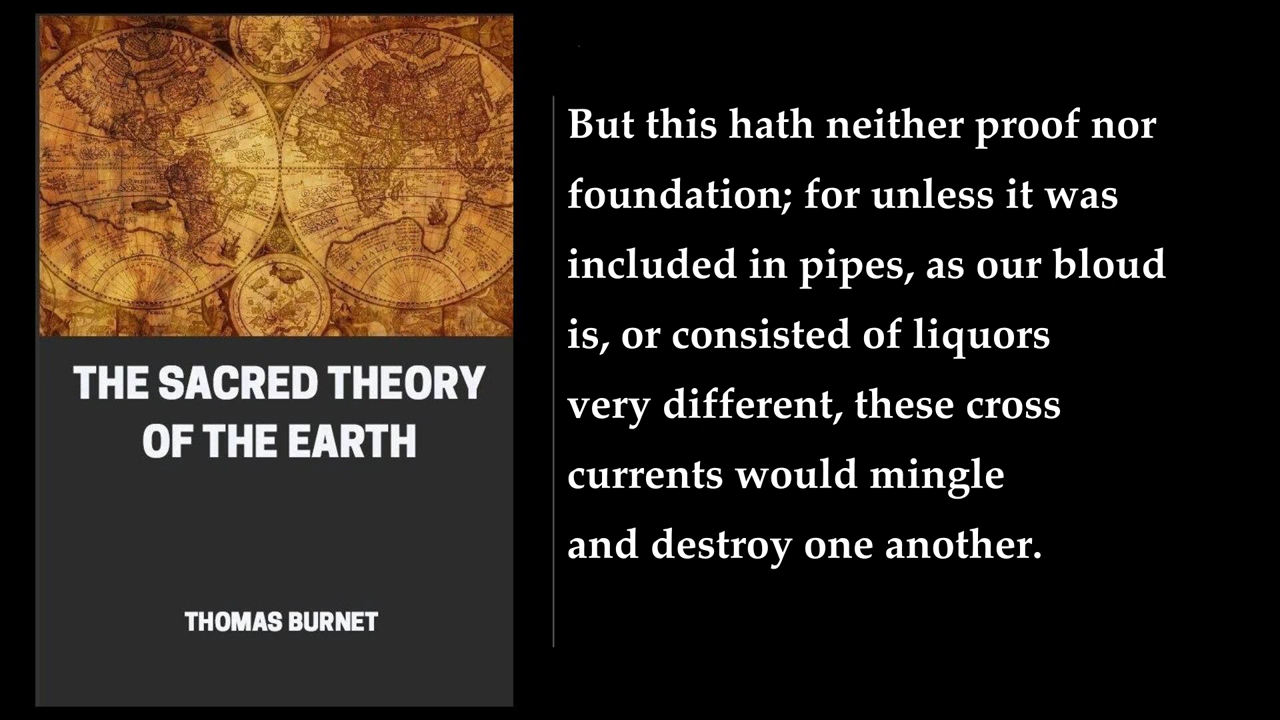 THE SACRED THEORY
OF THE EARTH
THOMAS BURNET
But this hath neither proof nor
foundation; for unless it was
included in pipes, as our bloud
is, or consisted of liquors
very different, these cross
currents would mingle
and destroy one another.